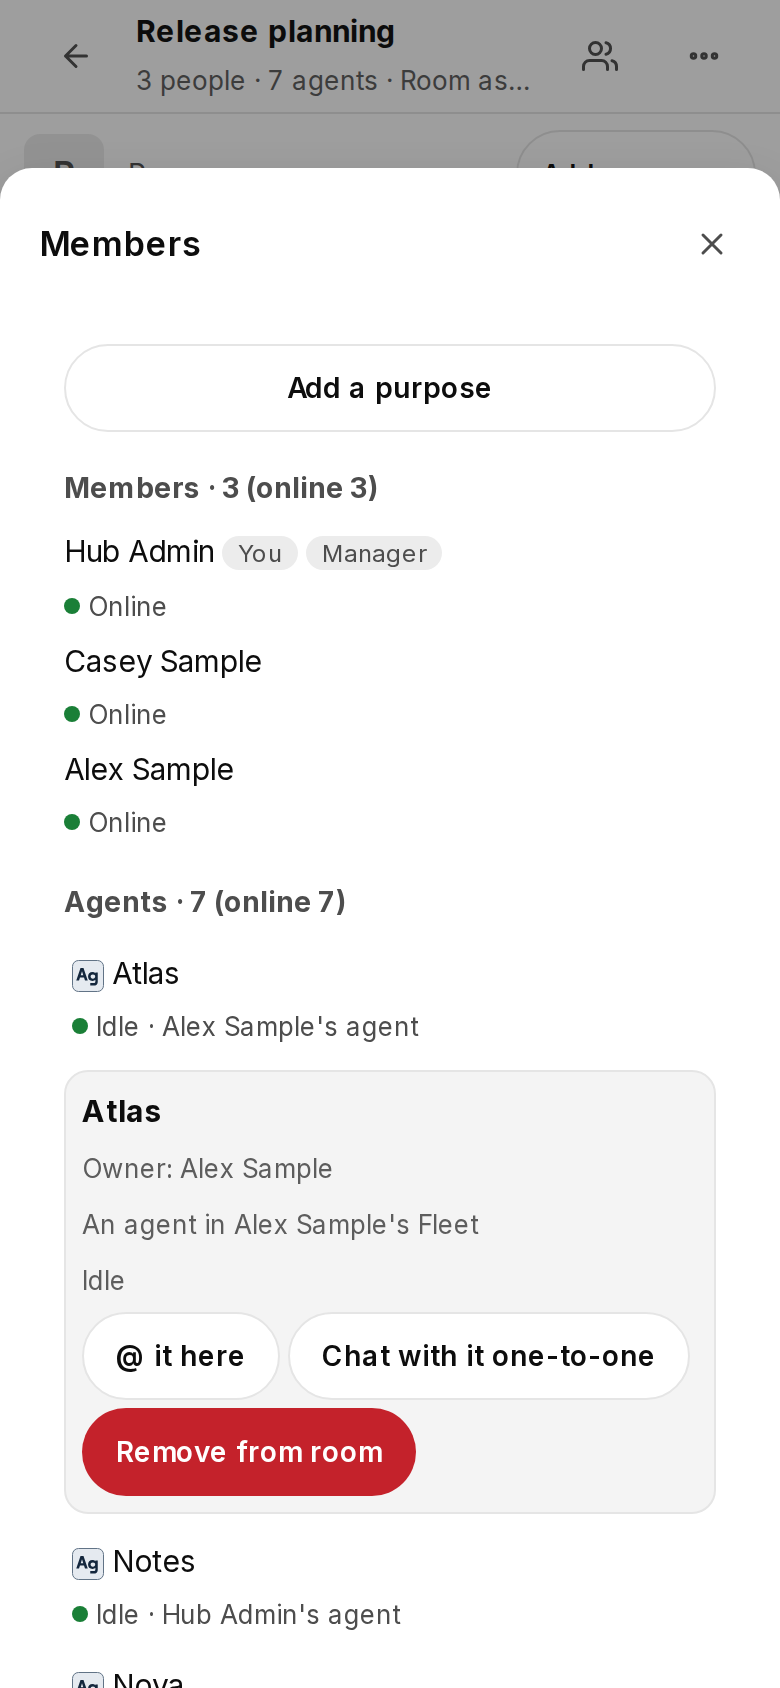 Release planning
3 people · 7 agents · Room as...
Members
Add a purpose
Members · 3 (online 3)
Hub Admin You Manager
Online
Casey Sample
Online
Alex Sample
Online
Agents · 7 (online 7)
Ag Atlas
Idle · Alex Sample's agent
Atlas
Owner: Alex Sample
An agent in Alex Sample's Fleet
Idle
@ it here Chat with it one-to-one
Remove from room
Ag Notes
Idle · Hub Admin's agent
Ag Nova